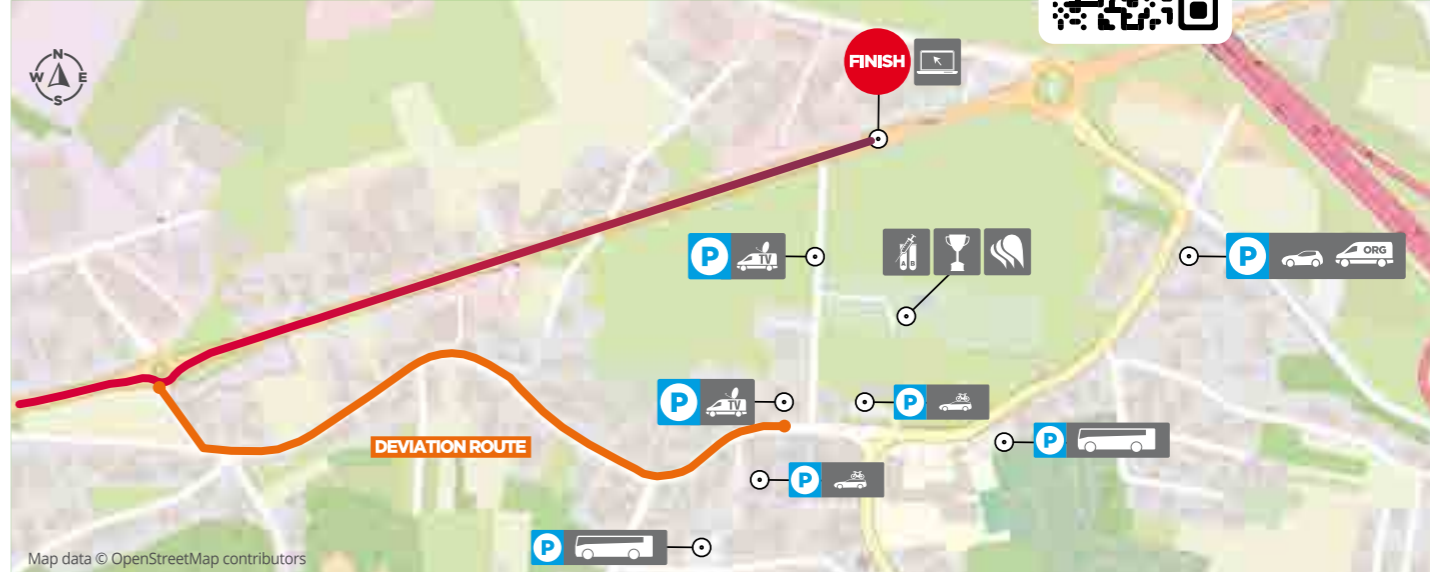 N
W E
S
FINISH
P TV
A B
P ORG
P TV
P
DEVIATION ROUTE
P
P
P
Map data © OpenStreetMap contributors